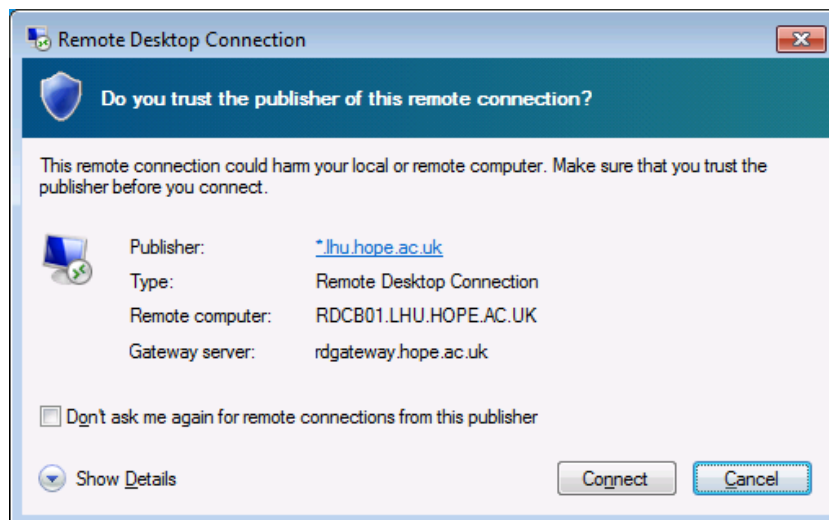 Remote Desktop Connection
Do you trust the publisher of this remote connection?
This remote connection could harm your local or remote computer. Make sure that you trust the
publisher before you connect.
Publisher: *.lhu.hope.ac.uk
Type: Remote Desktop Connection
Remote computer: RDCB01.LHU.HOPE.AC.UK
Gateway server: rdgateway.hope.ac.uk
Don't ask me again for remote connections from this publisher
Show Details Connect Cancel